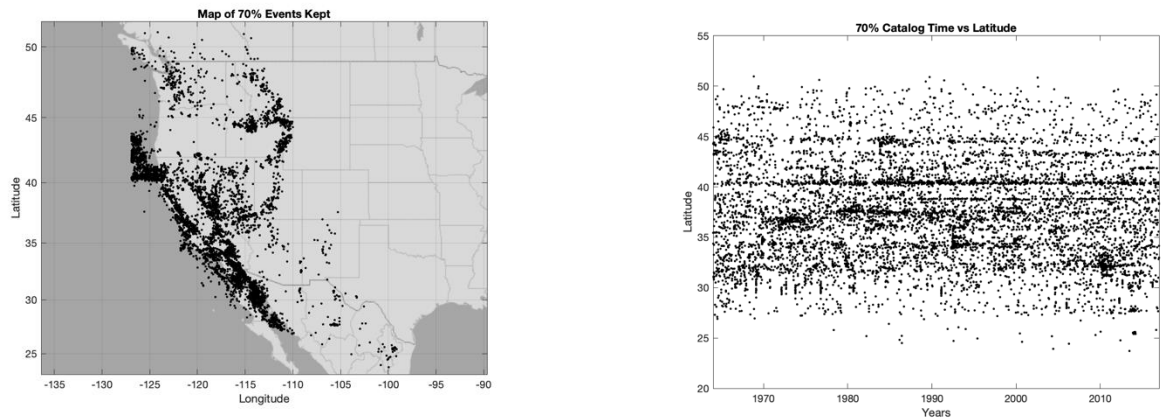 Map of 70% Events Kept
50
45
40
35
30
25
Latitude
-135 -130 -125 -120 -115 -110 -105 -100 -95 -90
Longitude
70% Catalog Time vs Latitude
55
50
45
40
35
30
25
20
Latitude
1970 1980 1990 2000 2010
Years